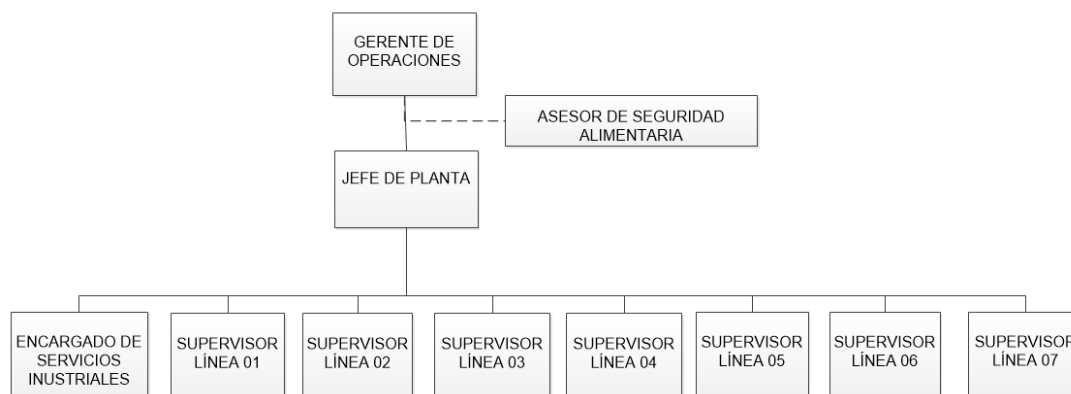 GERENTE DE
OPERACIONES
ASESOR DE SEGURIDAD
ALIMENTARIA
JEFE DE PLANTA
ENCARGADO DE
SERVICIOS
INUSTRIALES
SUPERVISOR
LÍNEA 01
SUPERVISOR
LÍNEA 02
SUPERVISOR
LÍNEA 03
SUPERVISOR
LÍNEA 04
SUPERVISOR
LÍNEA 05
SUPERVISOR
LÍNEA 06
SUPERVISOR
LÍNEA 07